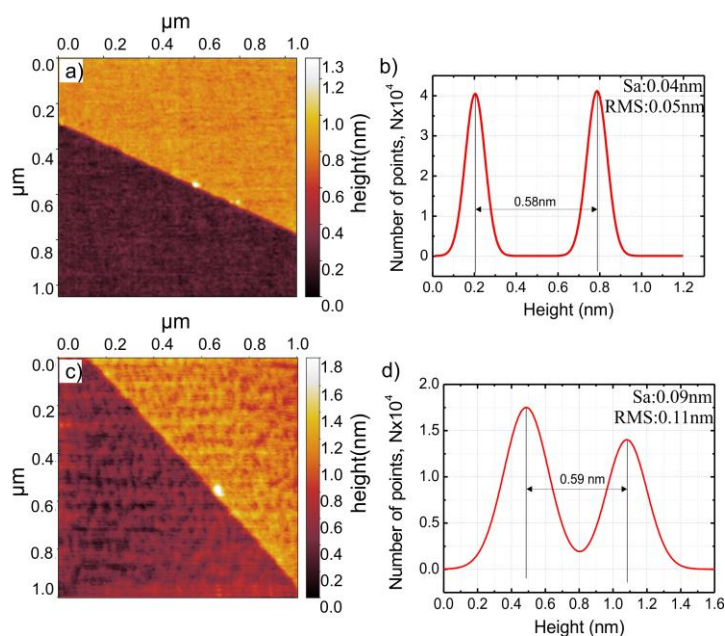 µm
0.0 0.2 0.4 0.6 0.8 1.0
a)
0.0
0.2
0.4
0.6
0.8
1.0
µm
1.3
1.2
1.0
0.8
0.6
0.4
0.2
0.0
height(nm)
b)
Sa:0.04nm
RMS:0.05nm
Number of points, Nx10⁴
4
3
2
1
0
0.58nm
0.0 0.2 0.4 0.6 0.8 1.0 1.2
Height (nm)
µm
0.0 0.2 0.4 0.6 0.8 1.0
c)
0.0
0.2
0.4
0.6
0.8
1.0
µm
1.8
1.6
1.4
1.2
1.0
0.8
0.6
0.4
0.2
0.0
height(nm)
d)
Sa:0.09nm
RMS:0.11nm
Number of points, Nx10⁴
2.0
1.5
1.0
0.5
0.0
0.59 nm
0.0 0.2 0.4 0.6 0.8 1.0 1.2 1.4 1.6
Height (nm)